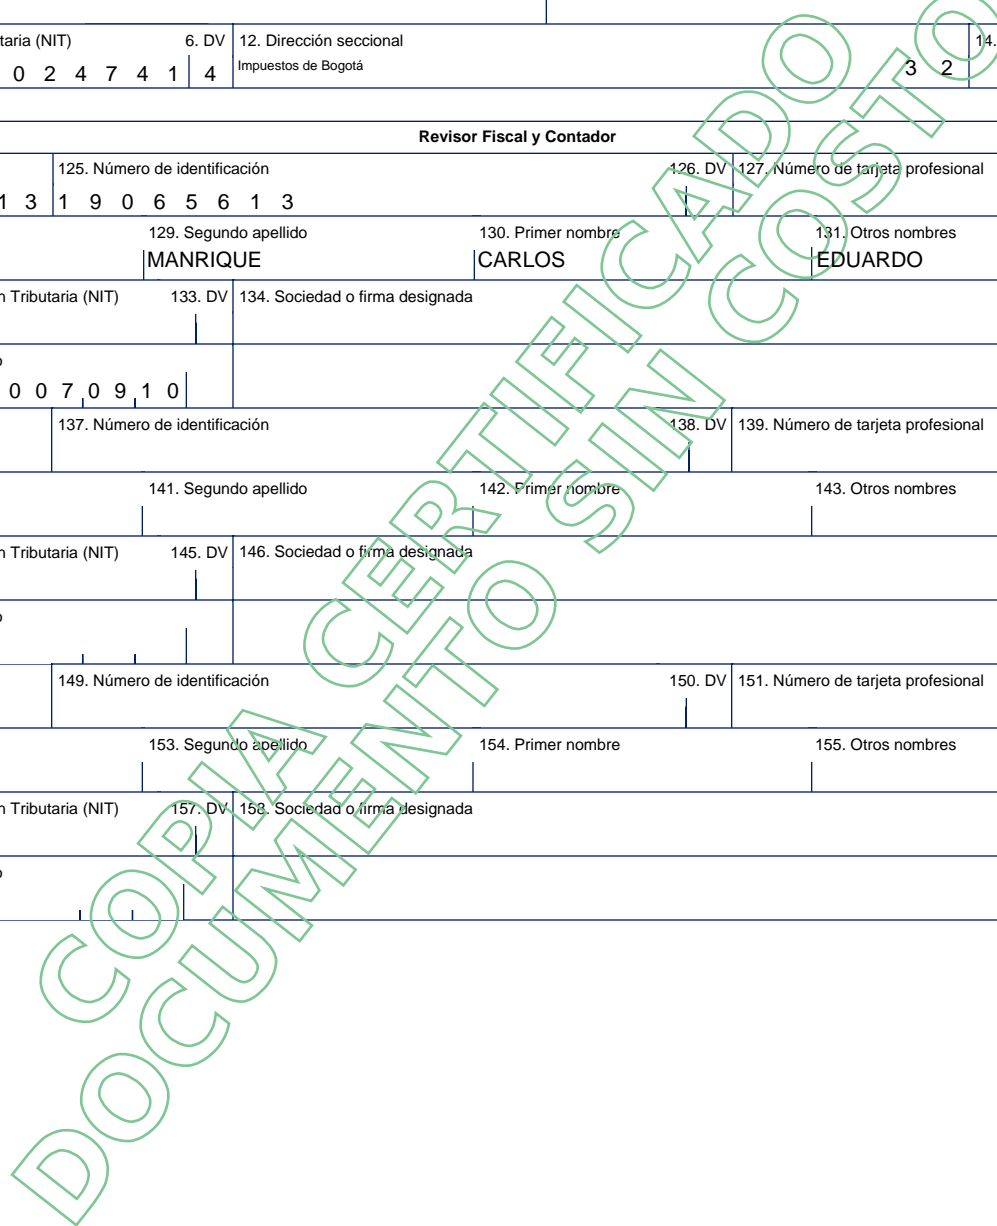 taria (NIT) 6. DV 12. Dirección seccional 14.
0 2 4 7 4 1 4 Impuestos de Bogotá 3 2
Revisor Fiscal y Contador
125. Número de identificación 126. DV 127. Número de tarjeta profesional
1 3 1 9 0 6 5 6 1 3
129. Segundo apellido 130. Primer nombre 131. Otros nombres
MANRIQUE CARLOS EDUARDO
n Tributaria (NIT) 133. DV 134. Sociedad o firma designada
o
0 0 7 0 9 1 0
137. Número de identificación 138. DV 139. Número de tarjeta profesional
141. Segundo apellido 142. Primer nombre 143. Otros nombres
n Tributaria (NIT) 145. DV 146. Sociedad o firma designada
o
149. Número de identificación 150. DV 151. Número de tarjeta profesional
153. Segundo apellido 154. Primer nombre 155. Otros nombres
n Tributaria (NIT) 157. DV 158. Sociedad o firma designada
o
COPIA CERTIFICADO
DOCUMENTO SIN COSTO